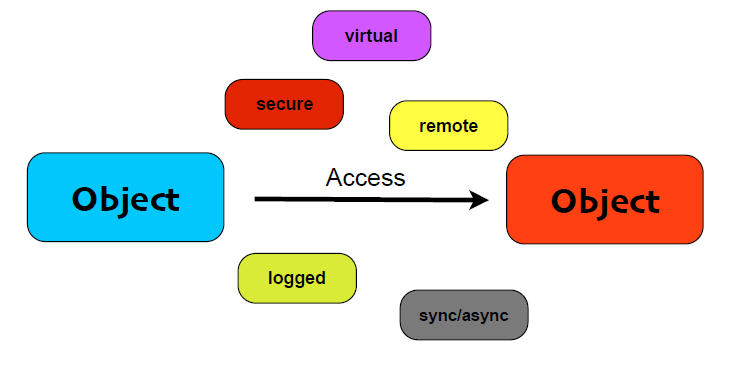 virtual
secure
remote
Access
Object
Object
logged
sync/async